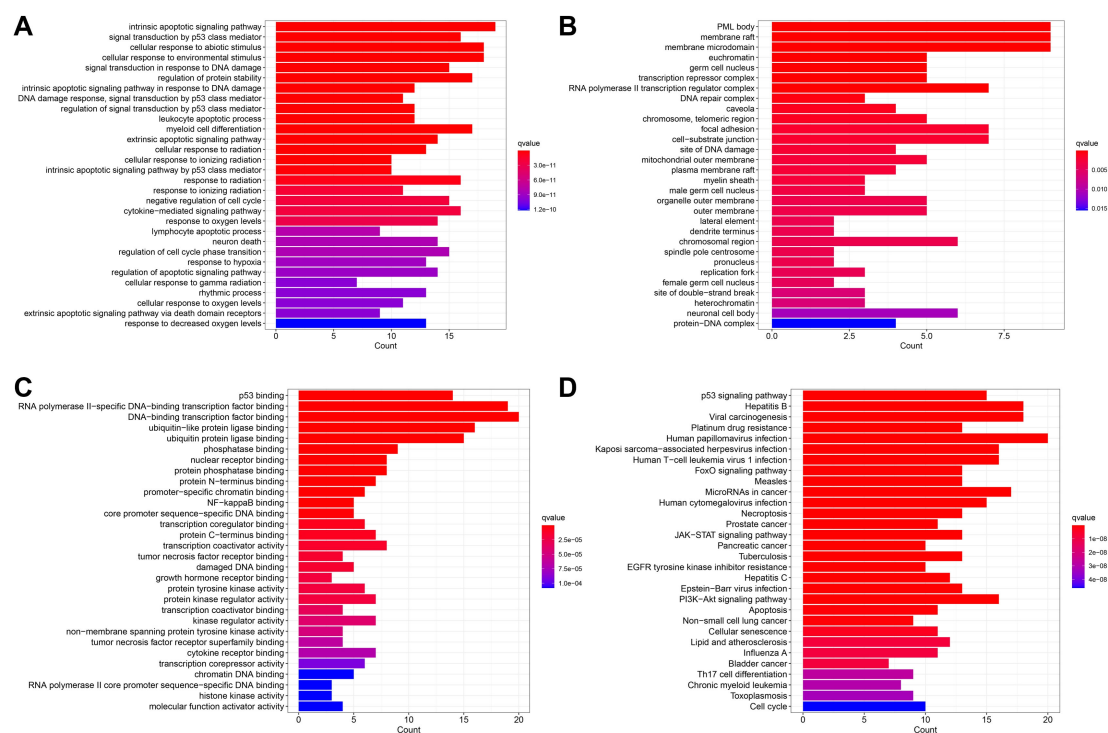 A
intrinsic apoptotic signaling pathway
signal transduction by p53 class mediator
cellular response to abiotic stimulus
cellular response to environmental stimulus
signal transduction in response to DNA damage
regulation of protein stability
intrinsic apoptotic signaling pathway in response to DNA damage
DNA damage response, signal transduction by p53 class mediator
regulation of signal transduction by p53 class mediator
leukocyte apoptotic process
myeloid cell differentiation
extrinsic apoptotic signaling pathway
cellular response to radiation
cellular response to ionizing radiation
intrinsic apoptotic signaling pathway by p53 class mediator
response to radiation
response to ionizing radiation
negative regulation of cell cycle
cytokine−mediated signaling pathway
response to oxygen levels
lymphocyte apoptotic process
neuron death
regulation of cell cycle phase transition
response to hypoxia
regulation of apoptotic signaling pathway
cellular response to gamma radiation
rhythmic process
cellular response to oxygen levels
extrinsic apoptotic signaling pathway via death domain receptors
response to decreased oxygen levels
0 5 10 15
Count
qvalue
3.0e−11
6.0e−11
9.0e−11
1.2e−10
B
PML body
membrane raft
membrane microdomain
euchromatin
germ cell nucleus
transcription repressor complex
RNA polymerase II transcription regulator complex
DNA repair complex
caveola
chromosome, telomeric region
focal adhesion
cell−substrate junction
site of DNA damage
mitochondrial outer membrane
plasma membrane raft
myelin sheath
male germ cell nucleus
organelle outer membrane
outer membrane
lateral element
dendrite terminus
chromosomal region
spindle pole centrosome
pronucleus
replication fork
female germ cell nucleus
site of double−strand break
heterochromatin
neuronal cell body
protein−DNA complex
0.0 2.5 5.0 7.5
Count
qvalue
0.005
0.010
0.015
C
p53 binding
RNA polymerase II−specific DNA−binding transcription factor binding
DNA−binding transcription factor binding
ubiquitin−like protein ligase binding
ubiquitin protein ligase binding
phosphatase binding
nuclear receptor binding
protein phosphatase binding
protein N−terminus binding
promoter−specific chromatin binding
NF−kappaB binding
core promoter sequence−specific DNA binding
transcription coregulator binding
protein C−terminus binding
transcription coactivator activity
tumor necrosis factor receptor binding
damaged DNA binding
growth hormone receptor binding
protein tyrosine kinase activity
protein kinase regulator activity
transcription coactivator binding
kinase regulator activity
non−membrane spanning protein tyrosine kinase activity
tumor necrosis factor receptor superfamily binding
cytokine receptor binding
transcription corepressor activity
chromatin DNA binding
RNA polymerase II core promoter sequence−specific DNA binding
histone kinase activity
molecular function activator activity
0 5 10 15 20
Count
qvalue
2.5e−05
5.0e−05
7.5e−05
1.0e−04
D
p53 signaling pathway
Hepatitis B
Viral carcinogenesis
Platinum drug resistance
Human papillomavirus infection
Kaposi sarcoma−associated herpesvirus infection
Human T−cell leukemia virus 1 infection
FoxO signaling pathway
Measles
MicroRNAs in cancer
Human cytomegalovirus infection
Necroptosis
Prostate cancer
JAK−STAT signaling pathway
Pancreatic cancer
Tuberculosis
EGFR tyrosine kinase inhibitor resistance
Hepatitis C
Epstein−Barr virus infection
PI3K−Akt signaling pathway
Apoptosis
Non−small cell lung cancer
Cellular senescence
Lipid and atherosclerosis
Influenza A
Bladder cancer
Th17 cell differentiation
Chronic myeloid leukemia
Toxoplasmosis
Cell cycle
0 5 10 15 20
Count
qvalue
1e−08
2e−08
3e−08
4e−08